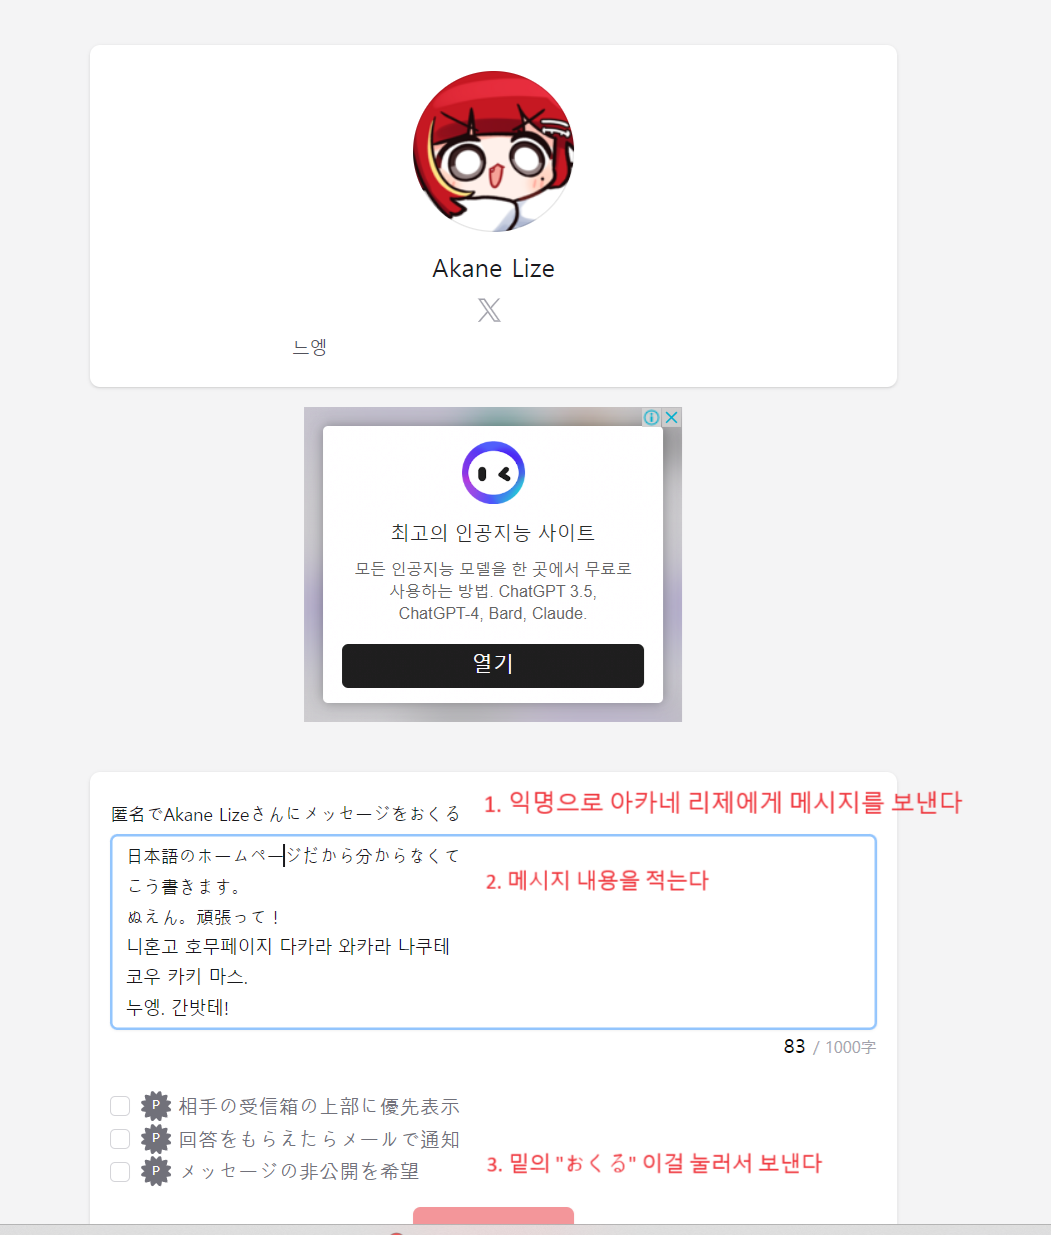 Akane Lize
느엥
최고의 인공지능 사이트
모든 인공지능 모델을 한 곳에서 무료로
사용하는 방법. ChatGPT 3.5,
ChatGPT-4, Bard, Claude.
열기
匿名でAkane Lizeさんにメッセージをおくる
1. 익명으로 아카네 리제에게 메시지를 보낸다
日本語のホームページだから分からなくて
こう書きます。
ぬえん。頑張って！
니혼고 호무페이지 다카라 와카라 나쿠테
코우 카키 마스.
누엥. 간밧테!
2. 메시지 내용을 적는다
83 / 1000字
P 相手の受信箱の上部に優先表示
P 回答をもらえたらメールで通知
P メッセージの非公開を希望
3. 밑의 "おくる" 이걸 눌러서 보낸다